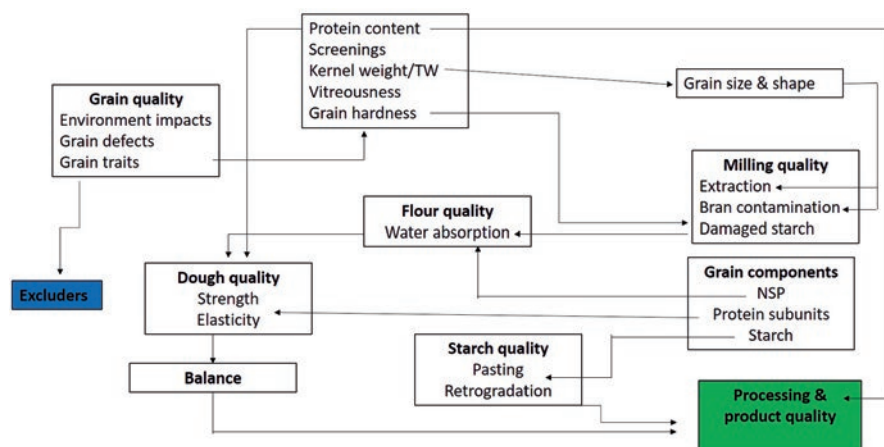 Protein content
Screenings
Kernel weight/TW
Vitreousness
Grain hardness
Grain size & shape
Grain quality
Environment impacts
Grain defects
Grain traits
Milling quality
Extraction
Bran contamination
Damaged starch
Flour quality
Water absorption
Excluders
Dough quality
Strength
Elasticity
Grain components
NSP
Protein subunits
Starch
Starch quality
Pasting
Retrogradation
Balance
Processing &
product quality